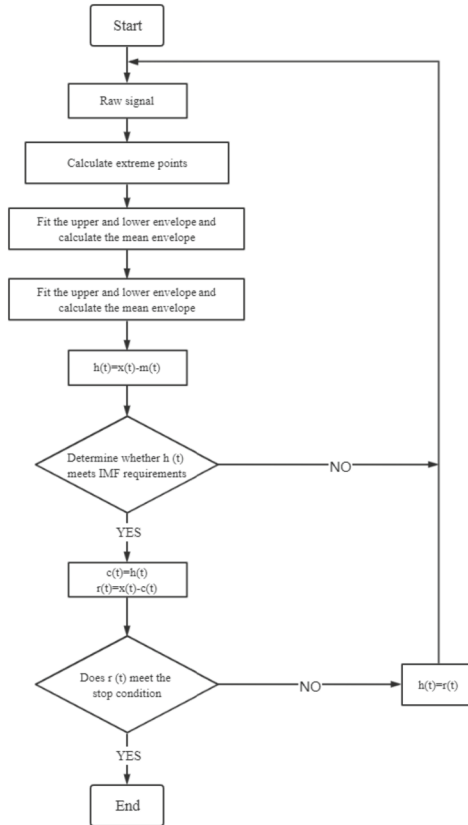 Start
Raw signal
Calculate extreme points
Fit the upper and lower envelope and
calculate the mean envelope
Fit the upper and lower envelope and
calculate the mean envelope
h(t)=x(t)-m(t)
Determine whether h (t)
meets IMF requirements
NO
YES
c(t)=h(t)
r(t)=x(t)-c(t)
Does r (t) meet the
stop condition
NO
h(t)=r(t)
YES
End